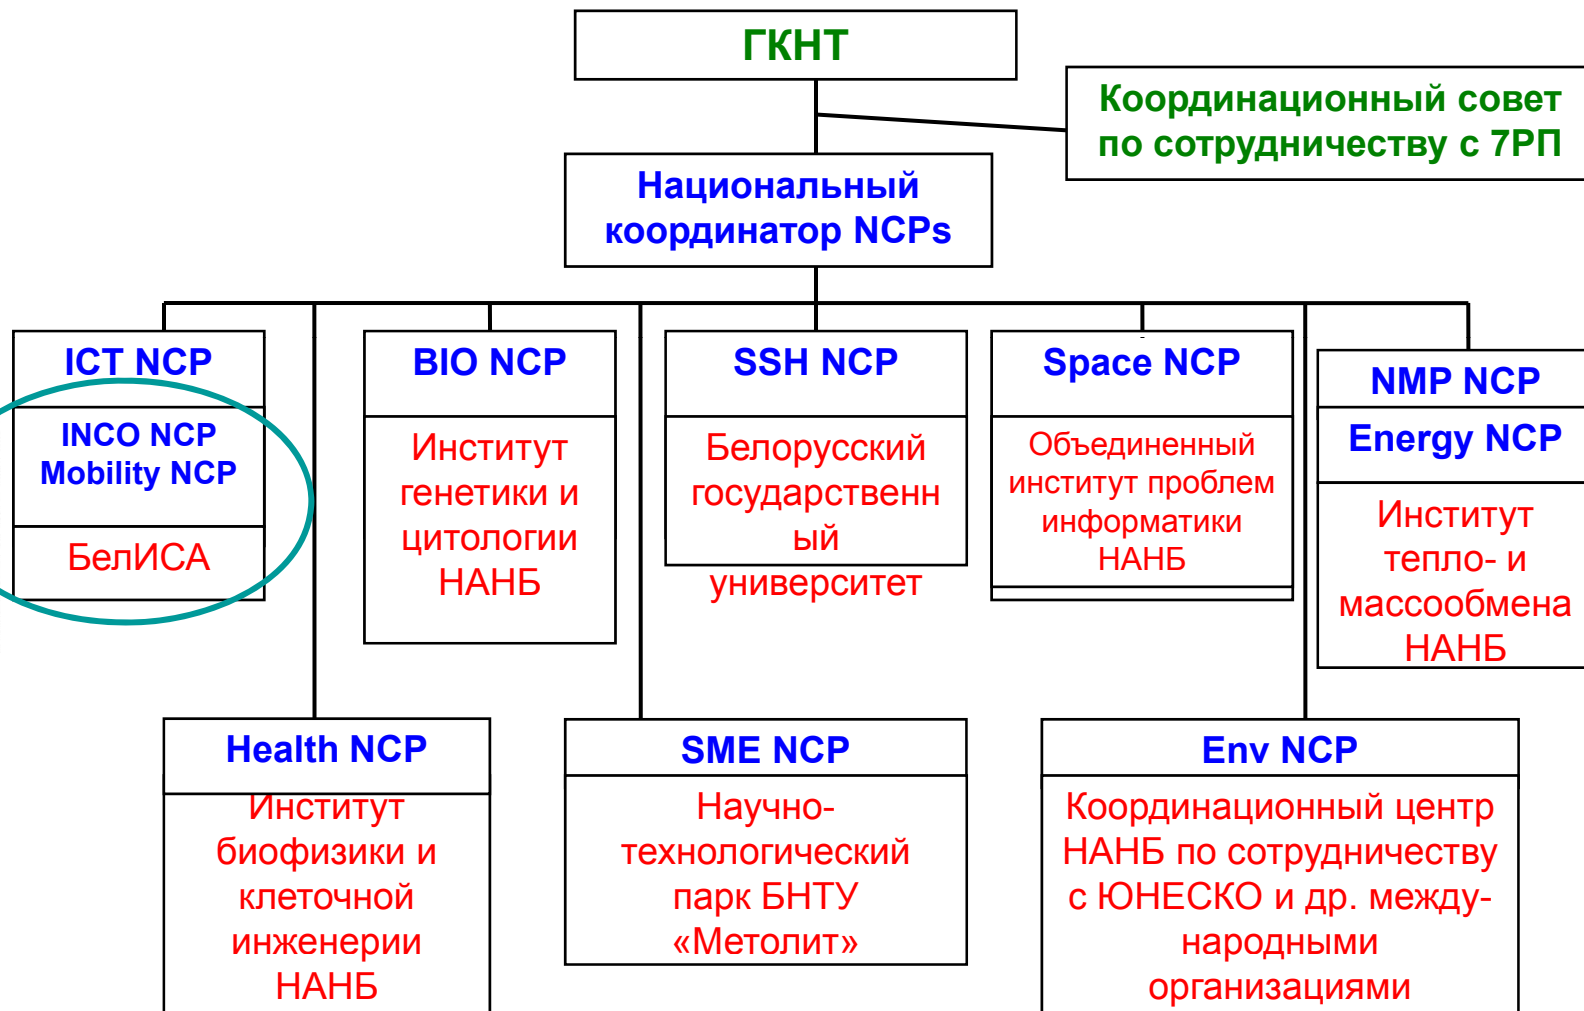 ГКНТ
Координационный совет
по сотрудничеству с 7РП
Национальный
координатор NCPs
ICT NCP
INCO NCP
Mobility NCP
БелИСА
BIO NCP
Институт
генетики и
цитологии
НАНБ
SSH NCP
Белорусский
государственн
ый
университет
Space NCP
Объединенный
институт проблем
информатики
НАНБ
NMP NCP
Energy NCP
Институт
тепло- и
массообмена
НАНБ
Health NCP
Институт
биофизики и
клеточной
инженерии
НАНБ
SME NCP
Научно-
технологический
парк БНТУ
«Метолит»
Env NCP
Координационный центр
НАНБ по сотрудничеству
с ЮНЕСКО и др. между-
народными
организациями